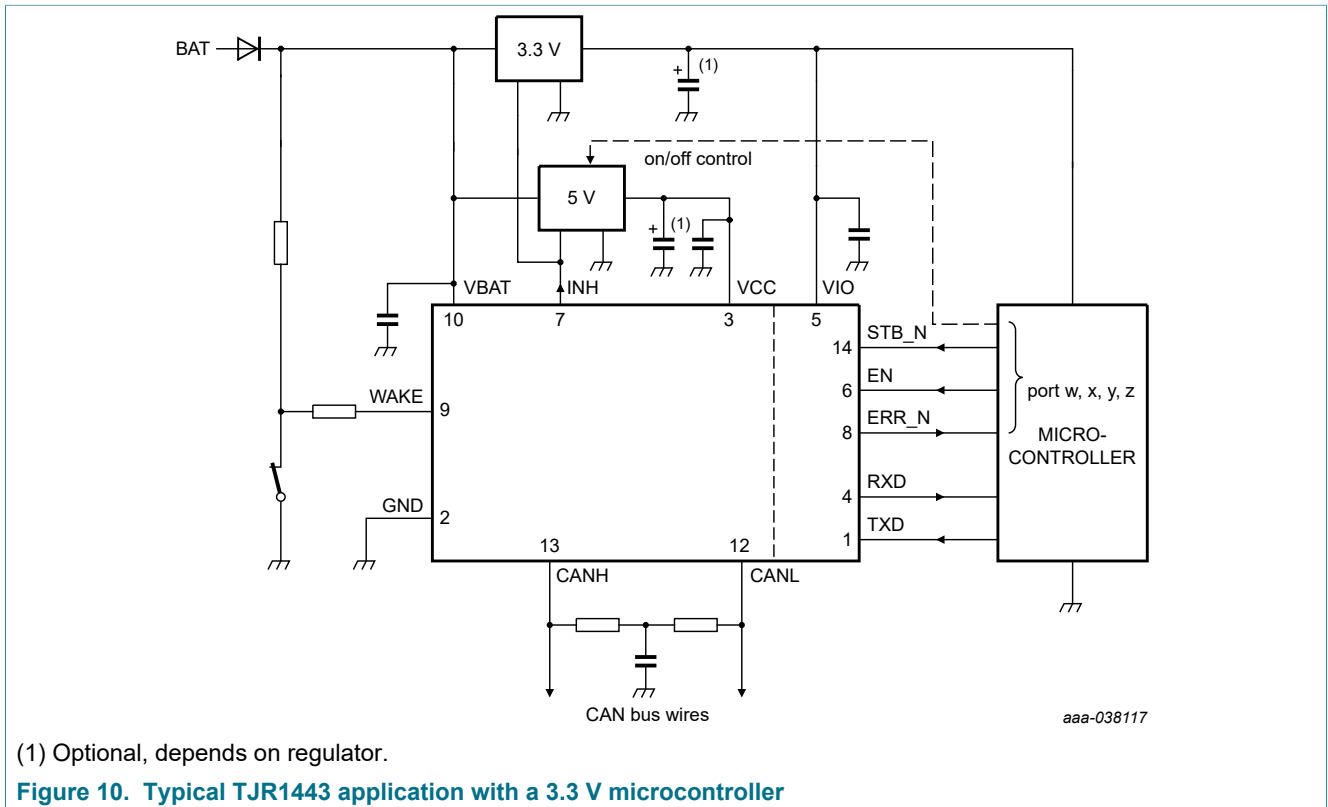 BAT
3.3 V
+ (1)
on/off control
5 V
+ (1)
VBAT
INH
VCC
VIO
10
7
3
5
STB_N
14
EN
6
port w, x, y, z
WAKE
9
ERR_N
8
MICRO-
CONTROLLER
RXD
4
GND
2
TXD
1
13
12
CANH
CANL
CAN bus wires
aaa-038117
(1) Optional, depends on regulator.
Figure 10. Typical TJR1443 application with a 3.3 V microcontroller